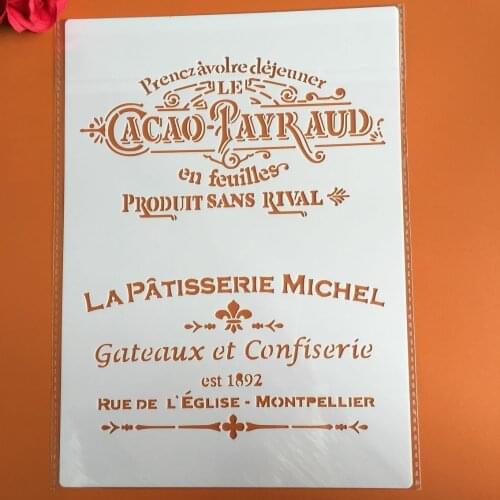 Prenez àvotre déjeuner
LE
CACAO-PAYRAUD
en feuilles
PRODUIT SANS RIVAL
LA PÂTISSERIE MICHEL
Gateaux et Confiserie
est 1892
RUE DE L'ÉGLISE - MONTPELLIER